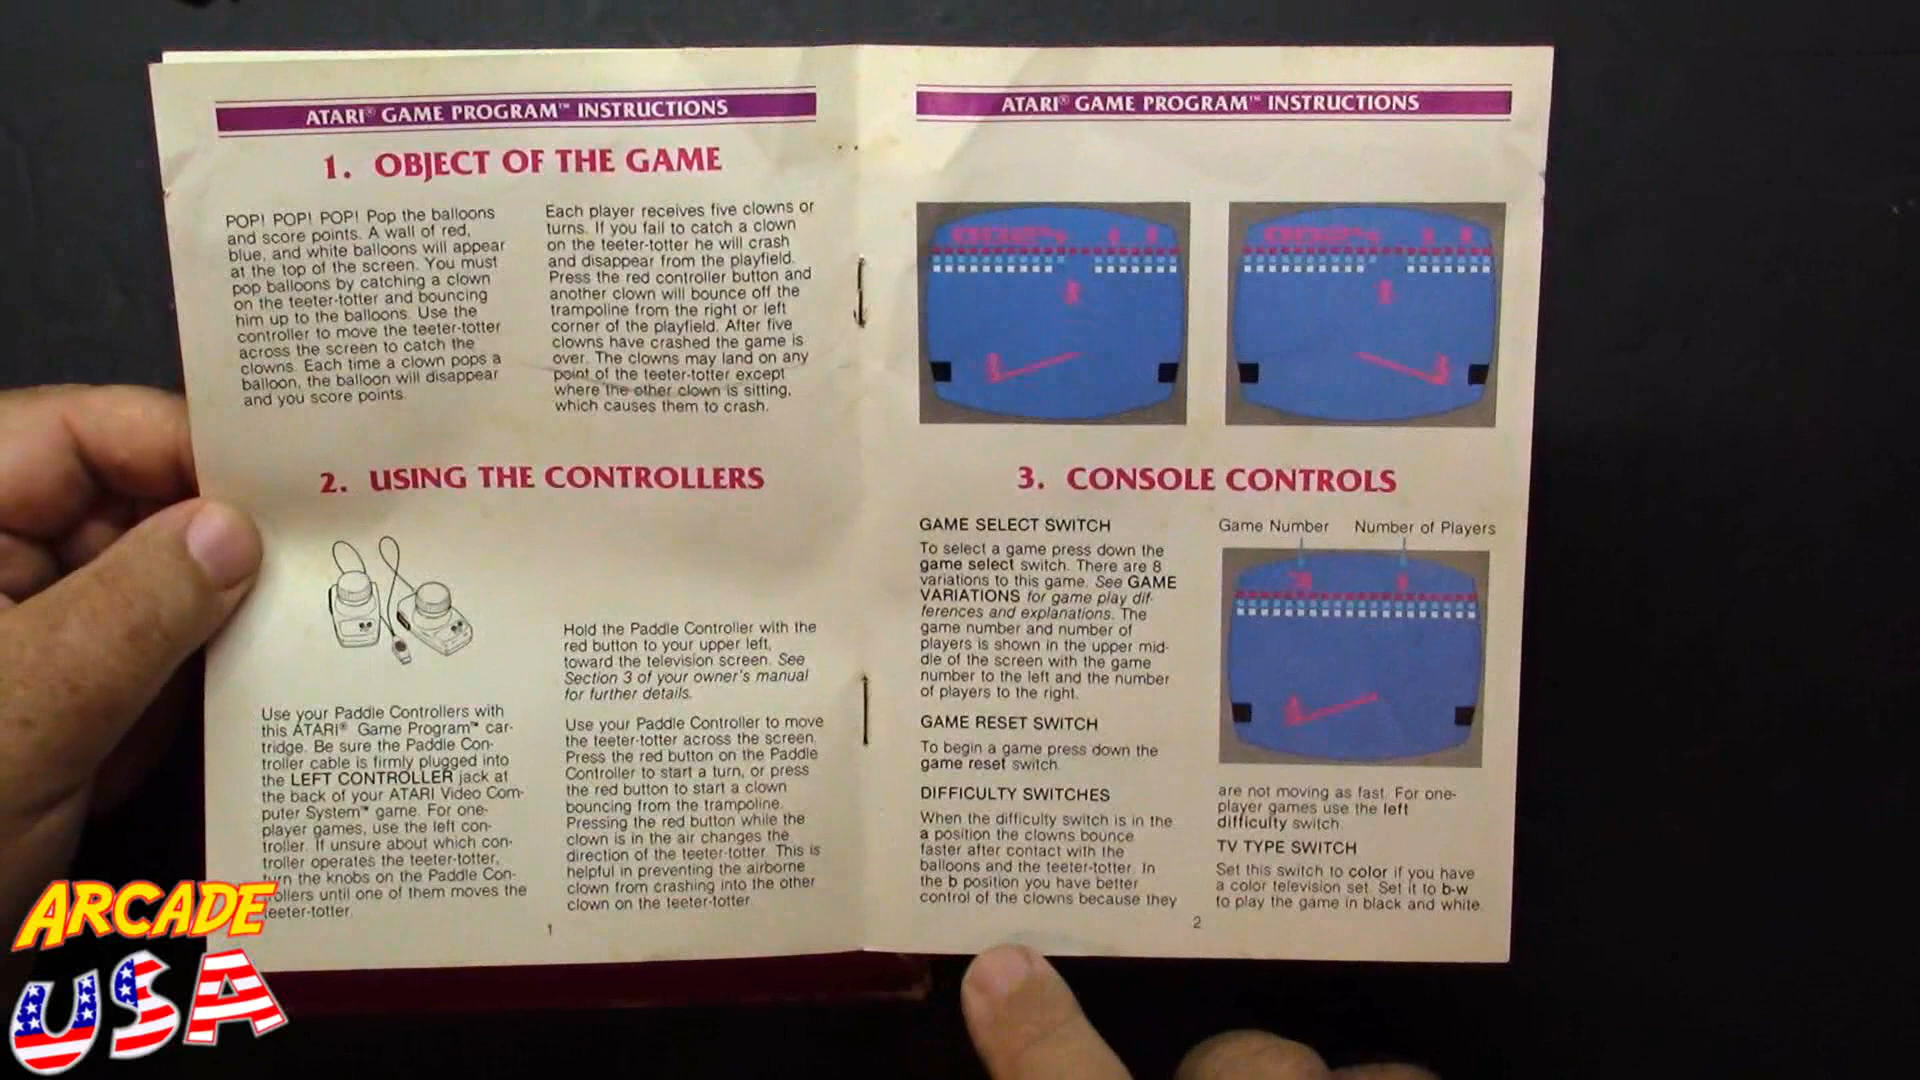 ATARI® GAME PROGRAM™ INSTRUCTIONS
1. OBJECT OF THE GAME
POP! POP! POP! Pop the balloons
and score points. A wall of red,
blue, and white balloons will appear
at the top of the screen. You must
pop balloons by catching a clown
on the teeter-totter and bouncing
him up to the balloons. Use the
controller to move the teeter-totter
across the screen to catch the
clowns. Each time a clown pops a
balloon, the balloon will disappear
and you score points.
Each player receives five clowns or
turns. If you fail to catch a clown
on the teeter-totter he will crash
and disappear from the playfield.
Press the red controller button and
another clown will bounce off the
trampoline from the right or left
corner of the playfield. After five
clowns have crashed the game is
over. The clowns may land on any
point of the teeter-totter except
where the other clown is sitting,
which causes them to crash.
2. USING THE CONTROLLERS
Use your Paddle Controllers with
this ATARI® Game Program™ car-
tridge. Be sure the Paddle Con-
troller cable is firmly plugged into
the LEFT CONTROLLER jack at
the back of your ATARI Video Com-
puter System™ game. For one-
player games, use the left con-
troller. If unsure about which con-
troller operates the teeter-totter,
turn the knobs on the Paddle Con-
trollers until one of them moves the
teeter-totter.
Hold the Paddle Controller with the
red button to your upper left,
toward the television screen. See
Section 3 of your owner's manual
for further details.
Use your Paddle Controller to move
the teeter-totter across the screen.
Press the red button on the Paddle
Controller to start a turn, or press
the red button to start a clown
bouncing from the trampoline.
Pressing the red button while the
clown is in the air changes the
direction of the teeter-totter. This is
helpful in preventing the airborne
clown from crashing into the other
clown on the teeter-totter.
1
ATARI® GAME PROGRAM™ INSTRUCTIONS
3. CONSOLE CONTROLS
GAME SELECT SWITCH
To select a game press down the
game select switch. There are 8
variations to this game. See GAME
VARIATIONS for game play dif-
ferences and explanations. The
game number and number of
players is shown in the upper mid-
dle of the screen with the game
number to the left and the number
of players to the right.
GAME RESET SWITCH
To begin a game press down the
game reset switch.
DIFFICULTY SWITCHES
When the difficulty switch is in the
a position the clowns bounce
faster after contact with the
balloons and the teeter-totter. In
the b position you have better
control of the clowns because they
Game Number Number of Players
are not moving as fast. For one-
player games use the left
difficulty switch.
TV TYPE SWITCH
Set this switch to color if you have
a color television set. Set it to b-w
to play the game in black and white.
2
ARCADE
USA